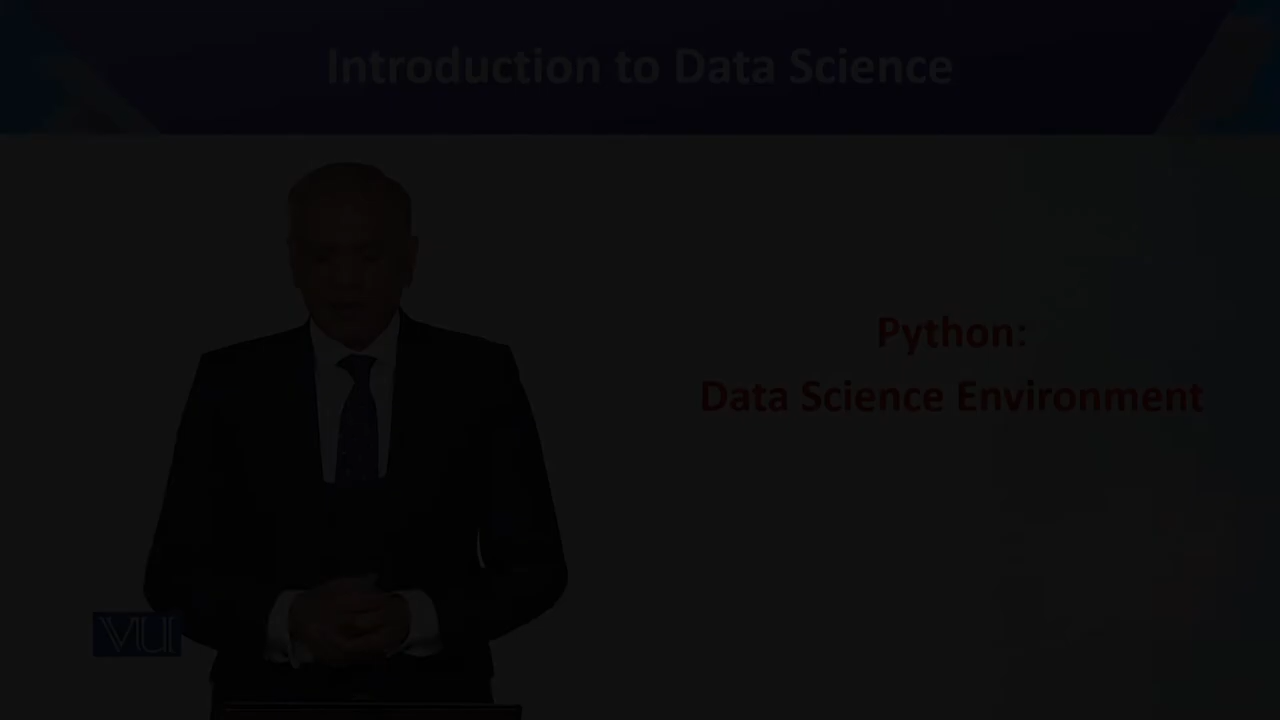 Introduction to Data Science
Python:
Data Science Environment
VU